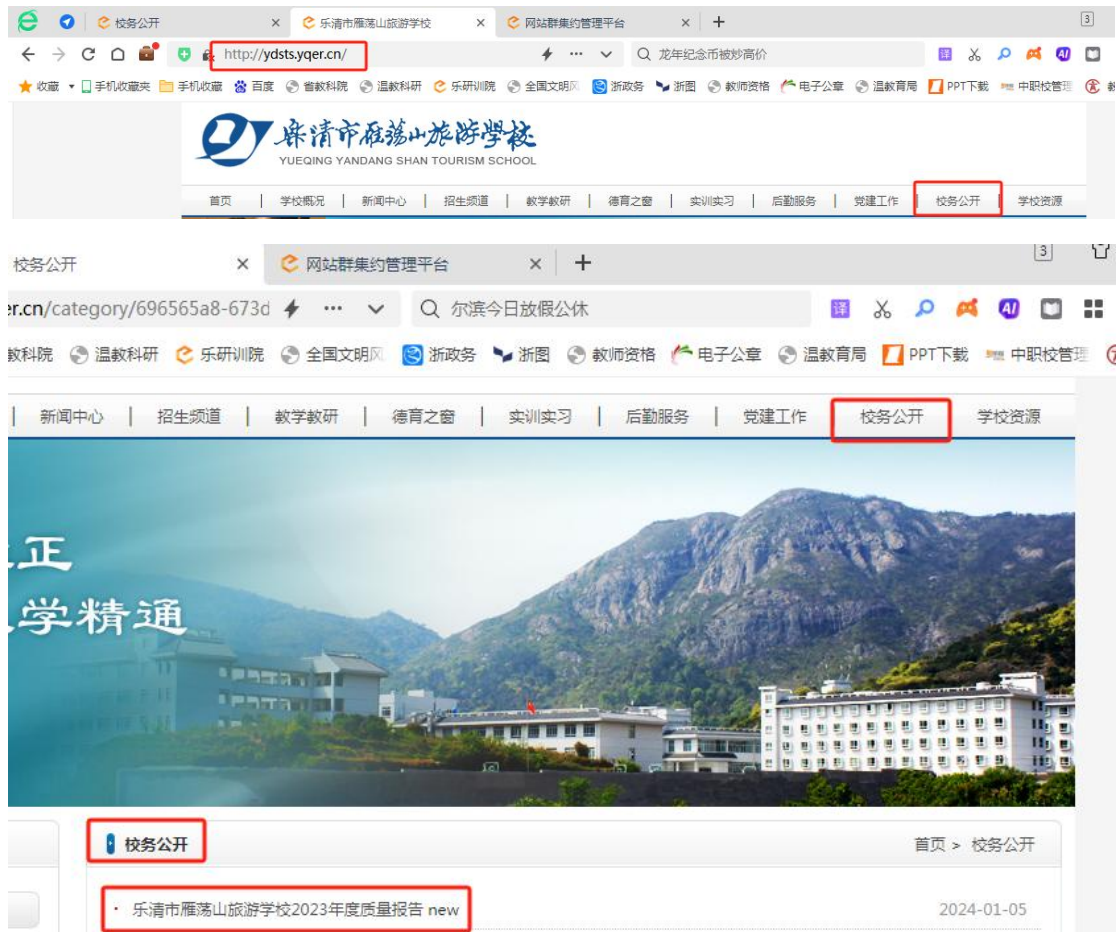 校务公开 乐清市雁荡山旅游学校 网站群集约管理平台 3
http://ydsts.yqer.cn/ 龙年纪念币被炒高价 译 AI
收藏 手机收藏夹 手机收藏 百度 省教科院 温教科研 乐研训院 全国文明网 浙政务 浙图 教师资格 电子公章 温教育局 PPT下载 中职校管理
乐清市雁荡山旅游学校
YUEQING YANDANG SHAN TOURISM SCHOOL
首页 | 学校概况 | 新闻中心 | 招生频道 | 教学教研 | 德育之窗 | 实训实习 | 后勤服务 | 党建工作 | 校务公开 | 学校资源
校务公开 网站群集约管理平台 3
er.cn/category/696565a8-673d 尔滨今日放假公休 译 AI
教科院 温教科研 乐研训院 全国文明网 浙政务 浙图 教师资格 电子公章 温教育局 PPT下载 中职校管理
| 新闻中心 | 招生频道 | 教学教研 | 德育之窗 | 实训实习 | 后勤服务 | 党建工作 校务公开 学校资源
正
学精通
校务公开 首页 > 校务公开
· 乐清市雁荡山旅游学校2023年度质量报告 new 2024-01-05